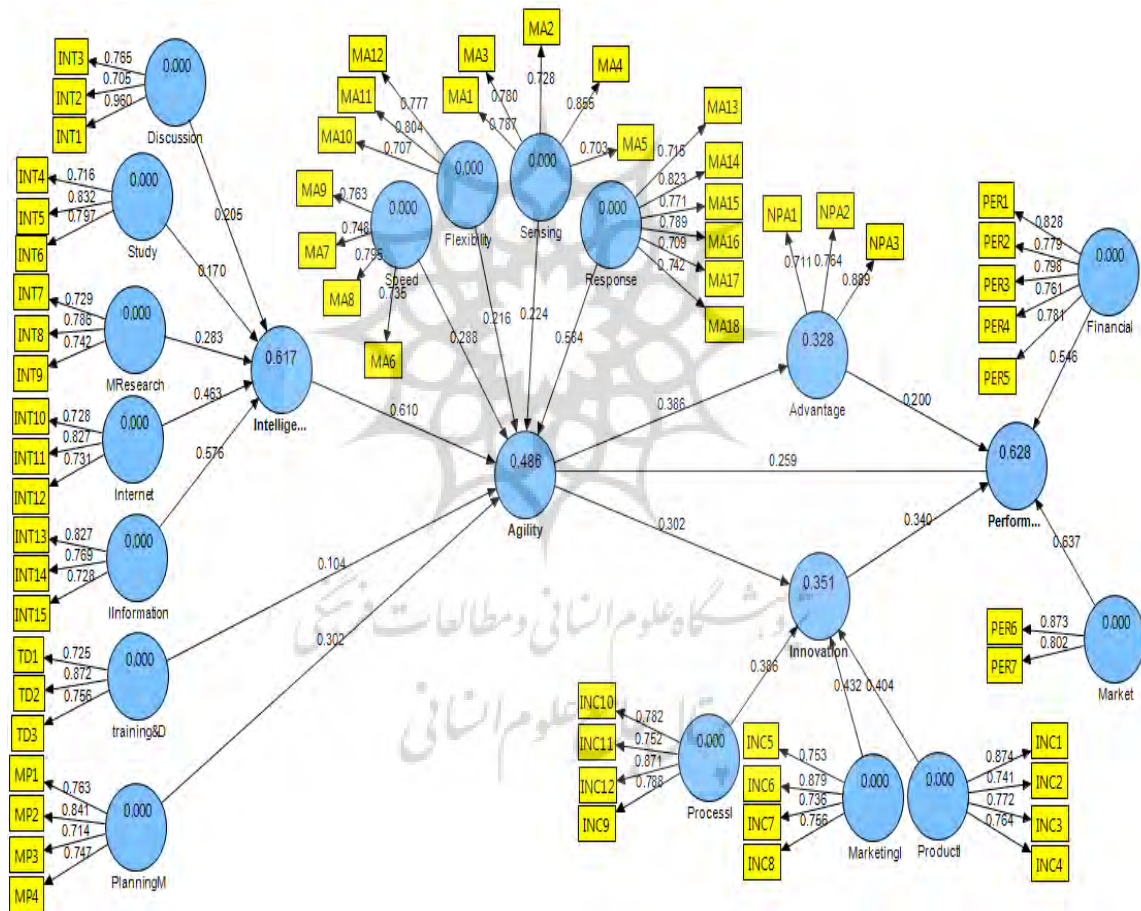 INT3
0.765
INT2
0.705
INT1
0.960
0.000
Discussion
0.205
INT4
0.716
INT5
0.832
INT6
0.797
0.000
Study
0.170
INT7
0.729
INT8
0.786
INT9
0.742
0.000
MResearch
0.283
INT10
0.728
INT11
0.827
INT12
0.731
0.000
Internet
0.463
INT13
0.827
INT14
0.769
INT15
0.728
0.000
IInformation
0.576
TD1
0.725
TD2
0.872
TD3
0.756
0.000
training&D
0.104
MP1
0.763
MP2
0.841
MP3
0.714
MP4
0.747
0.000
PlanningM
0.302
0.617
Intellige...
0.610
MA9
0.763
MA7
0.748
MA8
0.795
MA6
0.735
0.000
Speed
0.288
MA12
0.777
MA11
0.804
MA10
0.707
0.000
Flexibility
0.216
MA3
0.780
MA1
0.787
MA2
0.728
MA4
0.855
MA5
0.703
0.000
Sensing
0.224
MA13
0.715
MA14
0.823
MA15
0.771
MA16
0.789
MA17
0.709
MA18
0.742
0.000
Response
0.486
Agility
0.386
0.259
0.302
NPA1
0.711
NPA2
0.764
NPA3
0.328
Advantage
0.200
PER1
0.828
PER2
0.779
PER3
0.798
PER4
0.761
PER5
0.781
0.000
Financial
0.546
0.628
Perform...
0.340
0.637
0.351
Innovation
PER6
0.873
PER7
0.802
0.000
Market
INC10
0.782
INC11
0.752
INC12
0.871
INC9
0.788
0.000
ProcessI
0.386
INC5
0.753
INC6
0.879
INC7
0.736
INC8
0.756
0.000
MarketingI
0.432
INC1
0.874
INC2
0.741
INC3
0.772
INC4
0.764
0.000
ProductI
0.404
پژوهشگاه علوم انسانی و مطالعات فرهنگی
علوم انسانی